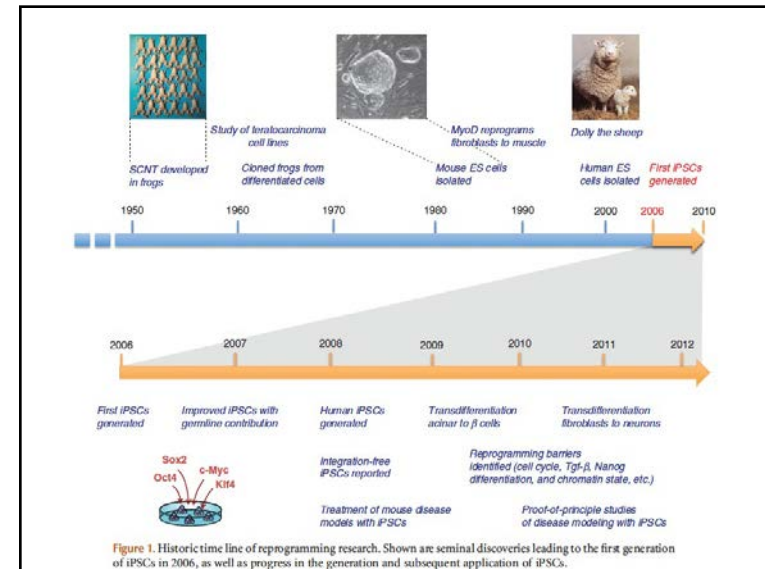 Study of teratocarcinoma
cell lines
MyoD reprograms
fibroblasts to muscle
Dolly the sheep
SCNT developed
in frogs
Cloned frogs from
differentiated cells
Mouse ES cells
isolated
Human ES
cells isolated
First iPSCs
generated
1950 1960 1970 1980 1990 2000 2006 2010
2006 2007 2008 2009 2010 2011 2012
First iPSCs
generated
Improved iPSCs with
germline contribution
Human iPSCs
generated
Transdifferentiation
acinar to β cells
Transdifferentiation
fibroblasts to neurons
Sox2
c-Myc
Oct4
Klf4
Integration-free
iPSCs reported
Reprogramming barriers
identified (cell cycle, Tgf-β, Nanog
differentiation, and chromatin state, etc.)
Treatment of mouse disease
models with iPSCs
Proof-of-principle studies
of disease modeling with iPSCs
Figure 1. Historic time line of reprogramming research. Shown are seminal discoveries leading to the first generation
of iPSCs in 2006, as well as progress in the generation and subsequent application of iPSCs.